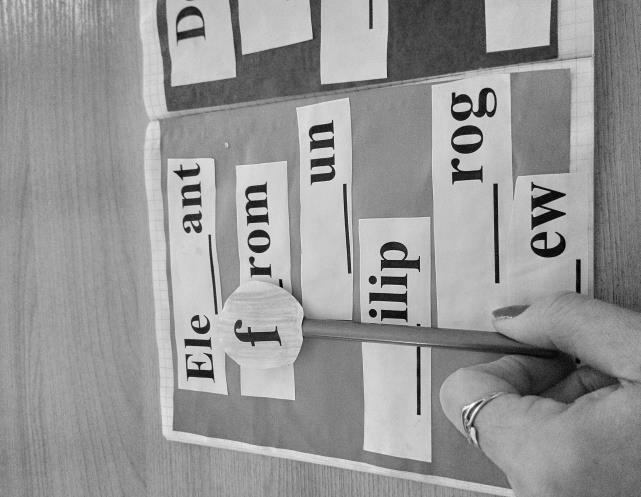 Ele__ant
f rom
__un
__ilip
__rog
__ew